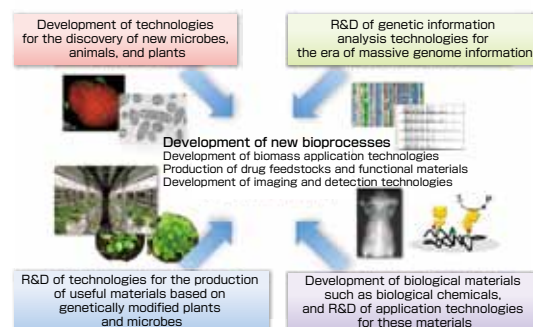 Development of technologies
for the discovery of new microbes,
animals, and plants
R&D of genetic information
analysis technologies for
the era of massive genome information
Development of new bioprocesses
Development of biomass application technologies
Production of drug feedstocks and functional materials
Development of imaging and detection technologies
R&D of technologies for the production
of useful materials based on
genetically modified plants
and microbes
Development of biological materials
such as biological chemicals,
and R&D of application technologies
for these materials